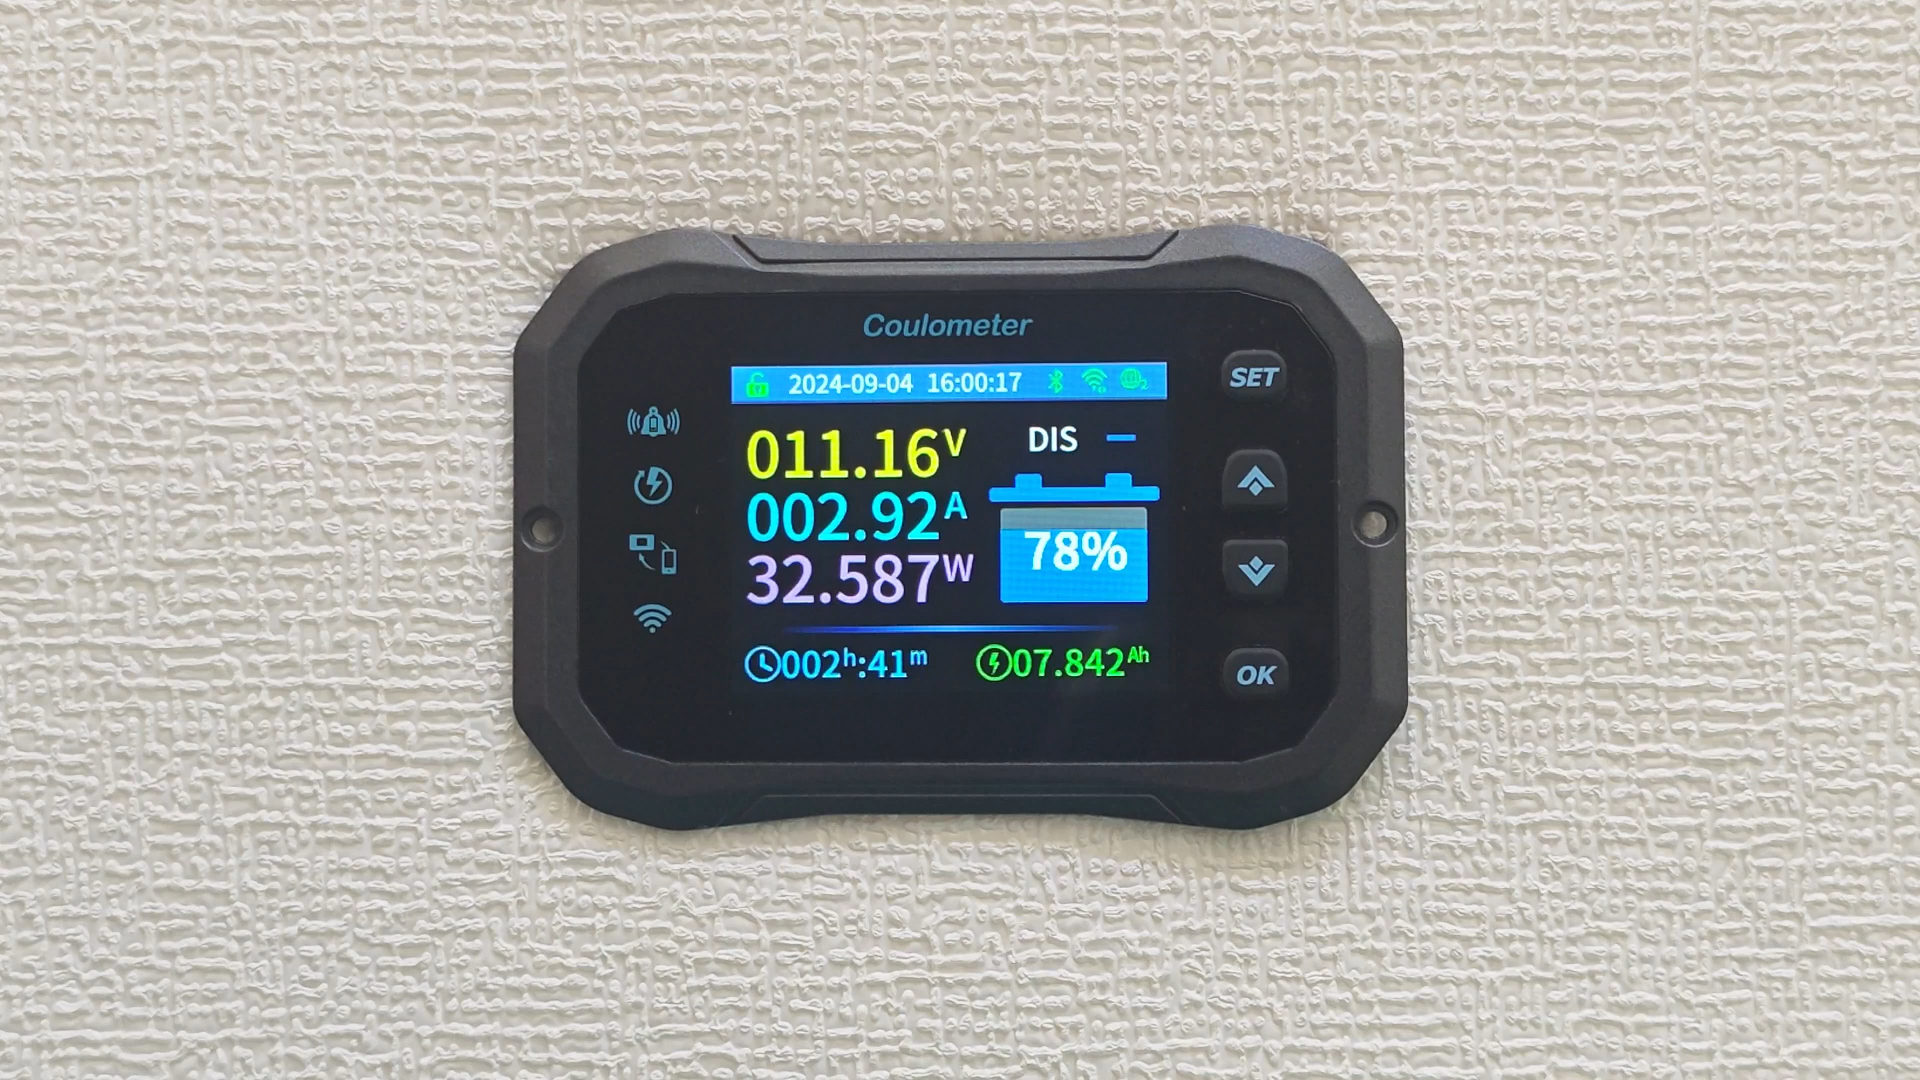 Coulometer
2024-09-04 16:00:17
SET
011.16V
DIS
002.92A
78%
32.587W
002h:41m
07.842Ah
OK